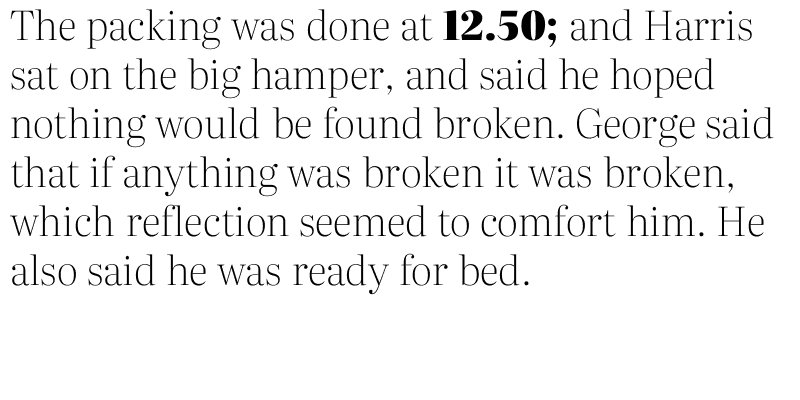 The packing was done at 12.50; and Harris
sat on the big hamper, and said he hoped
nothing would be found broken. George said
that if anything was broken it was broken,
which reflection seemed to comfort him. He
also said he was ready for bed.